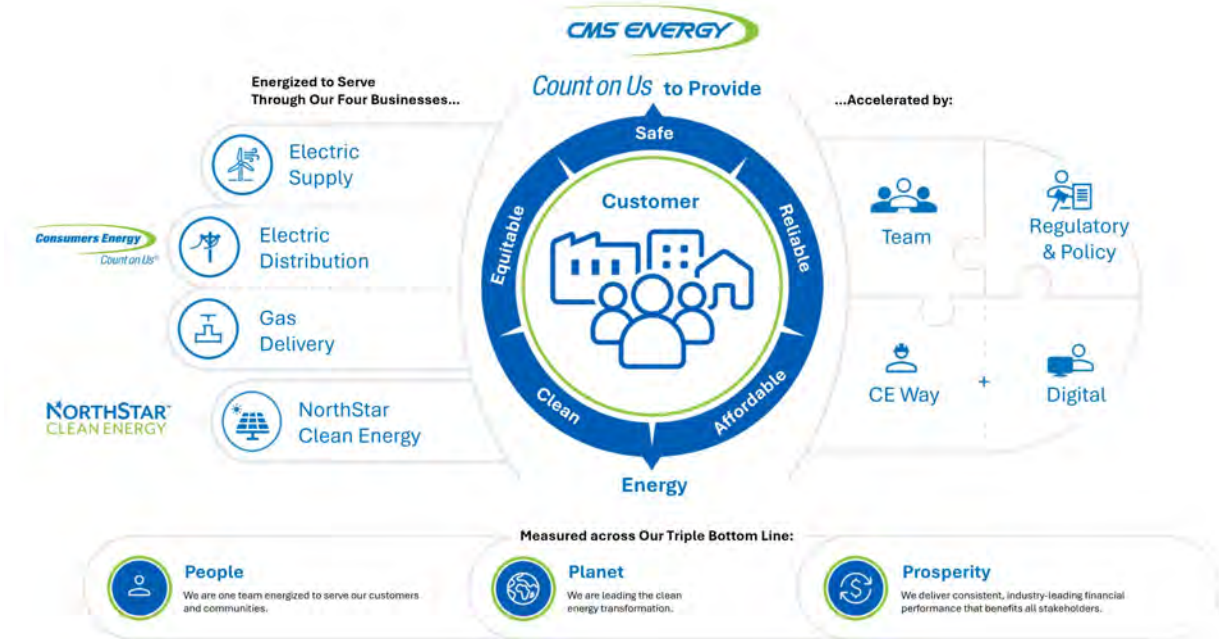 CMS ENERGY
Energized to Serve
Through Our Four Businesses...
Count on Us to Provide
...Accelerated by:
Electric
Supply
Consumers Energy
Count on Us®
Electric
Distribution
Gas
Delivery
NORTHSTAR™
CLEAN ENERGY
NorthStar
Clean Energy
Safe
Reliable
Affordable
Clean
Equitable
Customer
Energy
Team
Regulatory
& Policy
CE Way
+
Digital
Measured across Our Triple Bottom Line:
People
We are one team energized to serve our customers
and communities.
Planet
We are leading the clean
energy transformation.
Prosperity
We deliver consistent, industry-leading financial
performance that benefits all stakeholders.